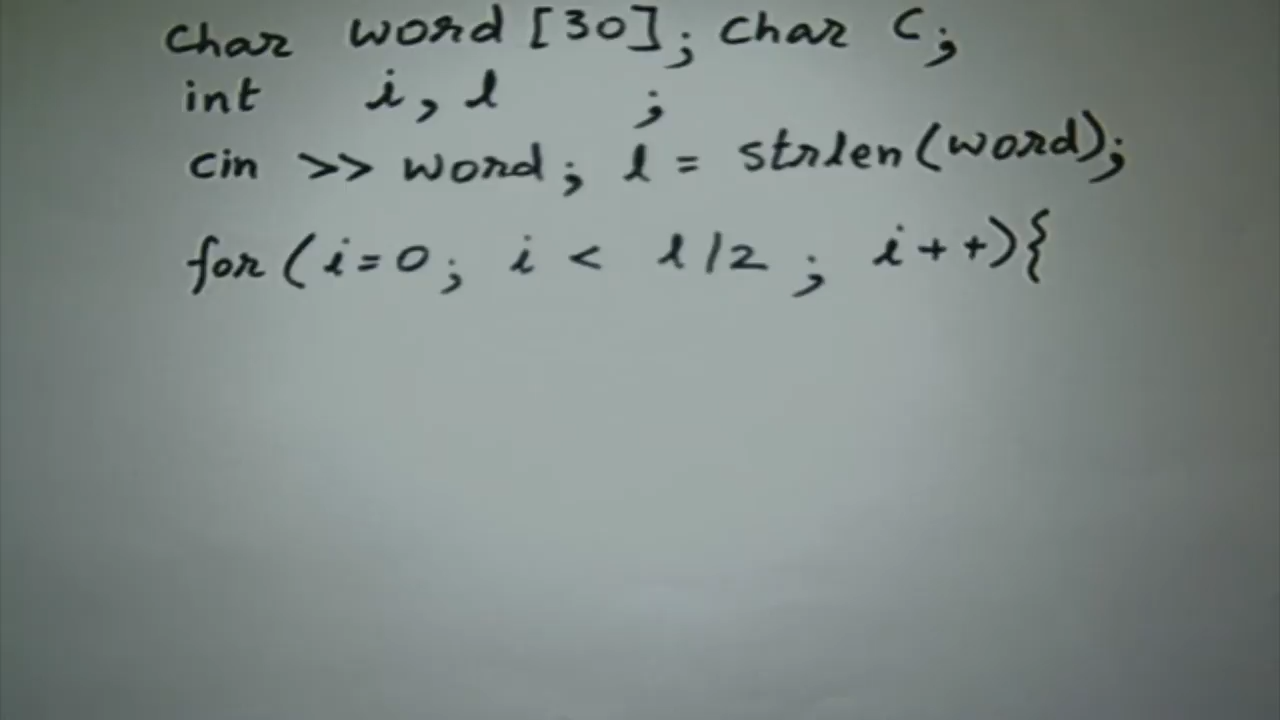 char word [30]; char c;
int i, l ;
cin >> word; l = strlen(word);
for (i=0; i < l/2 ; i++){